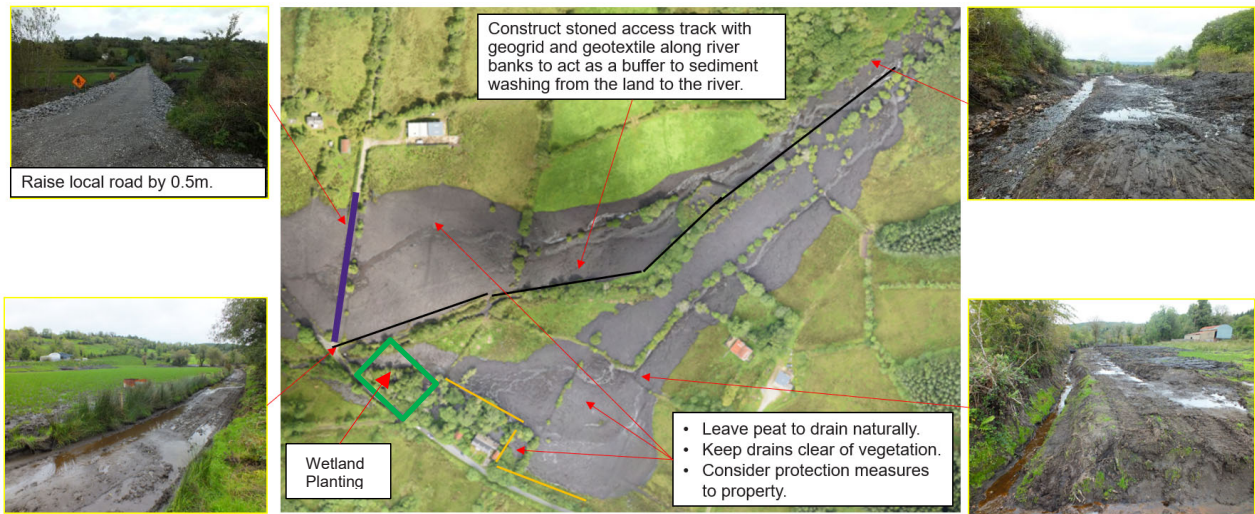 Construct stoned access track with
geogrid and geotextile along river
banks to act as a buffer to sediment
washing from the land to the river.
Raise local road by 0.5m.
Wetland
Planting
• Leave peat to drain naturally.
• Keep drains clear of vegetation.
• Consider protection measures
to property.